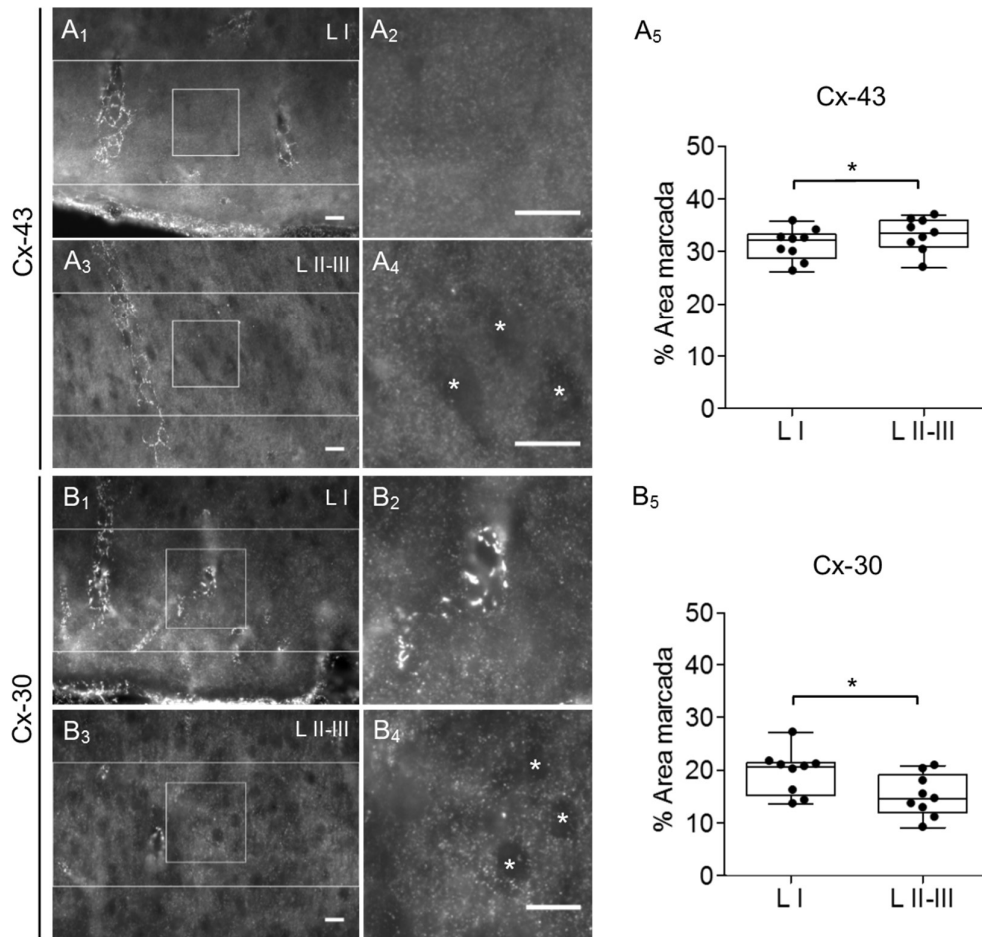 Cx-43
A1
L I
A2
A3
L II-III
A4
*
*
*
A5
Cx-43
% Area marcada
50
40
30
20
10
0
*
L I
L II-III
Cx-30
B1
L I
B2
B3
L II-III
B4
*
*
*
B5
Cx-30
% Area marcada
50
40
30
20
10
0
*
L I
L II-III